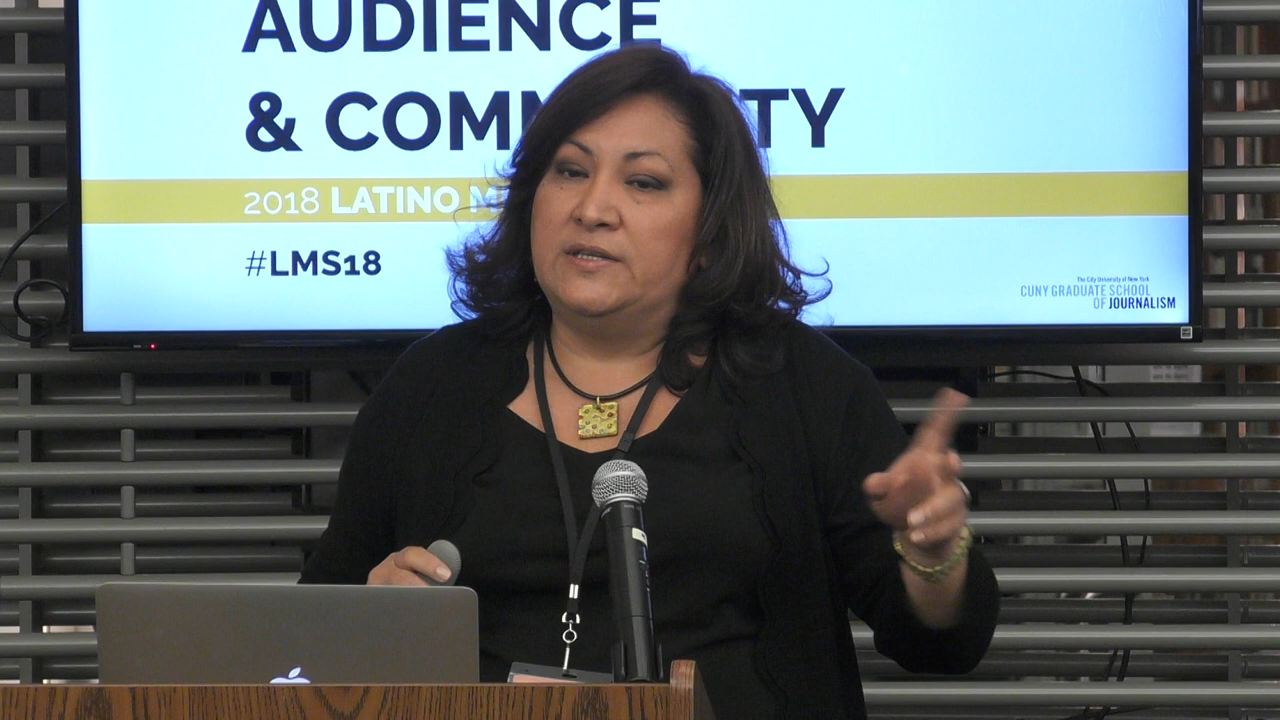 AUDIENCE
& COMM TY
2018 LATINO M
#LMS18
The City University of New York
CUNY GRADUATE SCHOOL
OF JOURNALISM